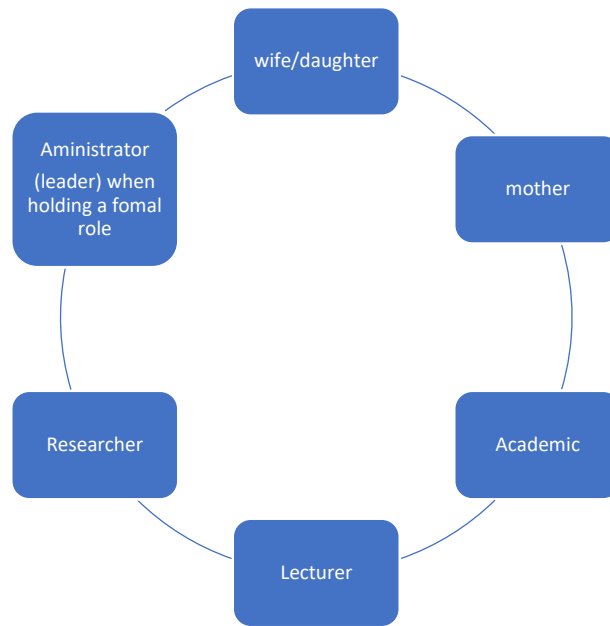 wife/daughter
mother
Academic
Lecturer
Researcher
Aministrator
(leader) when
holding a fomal
role